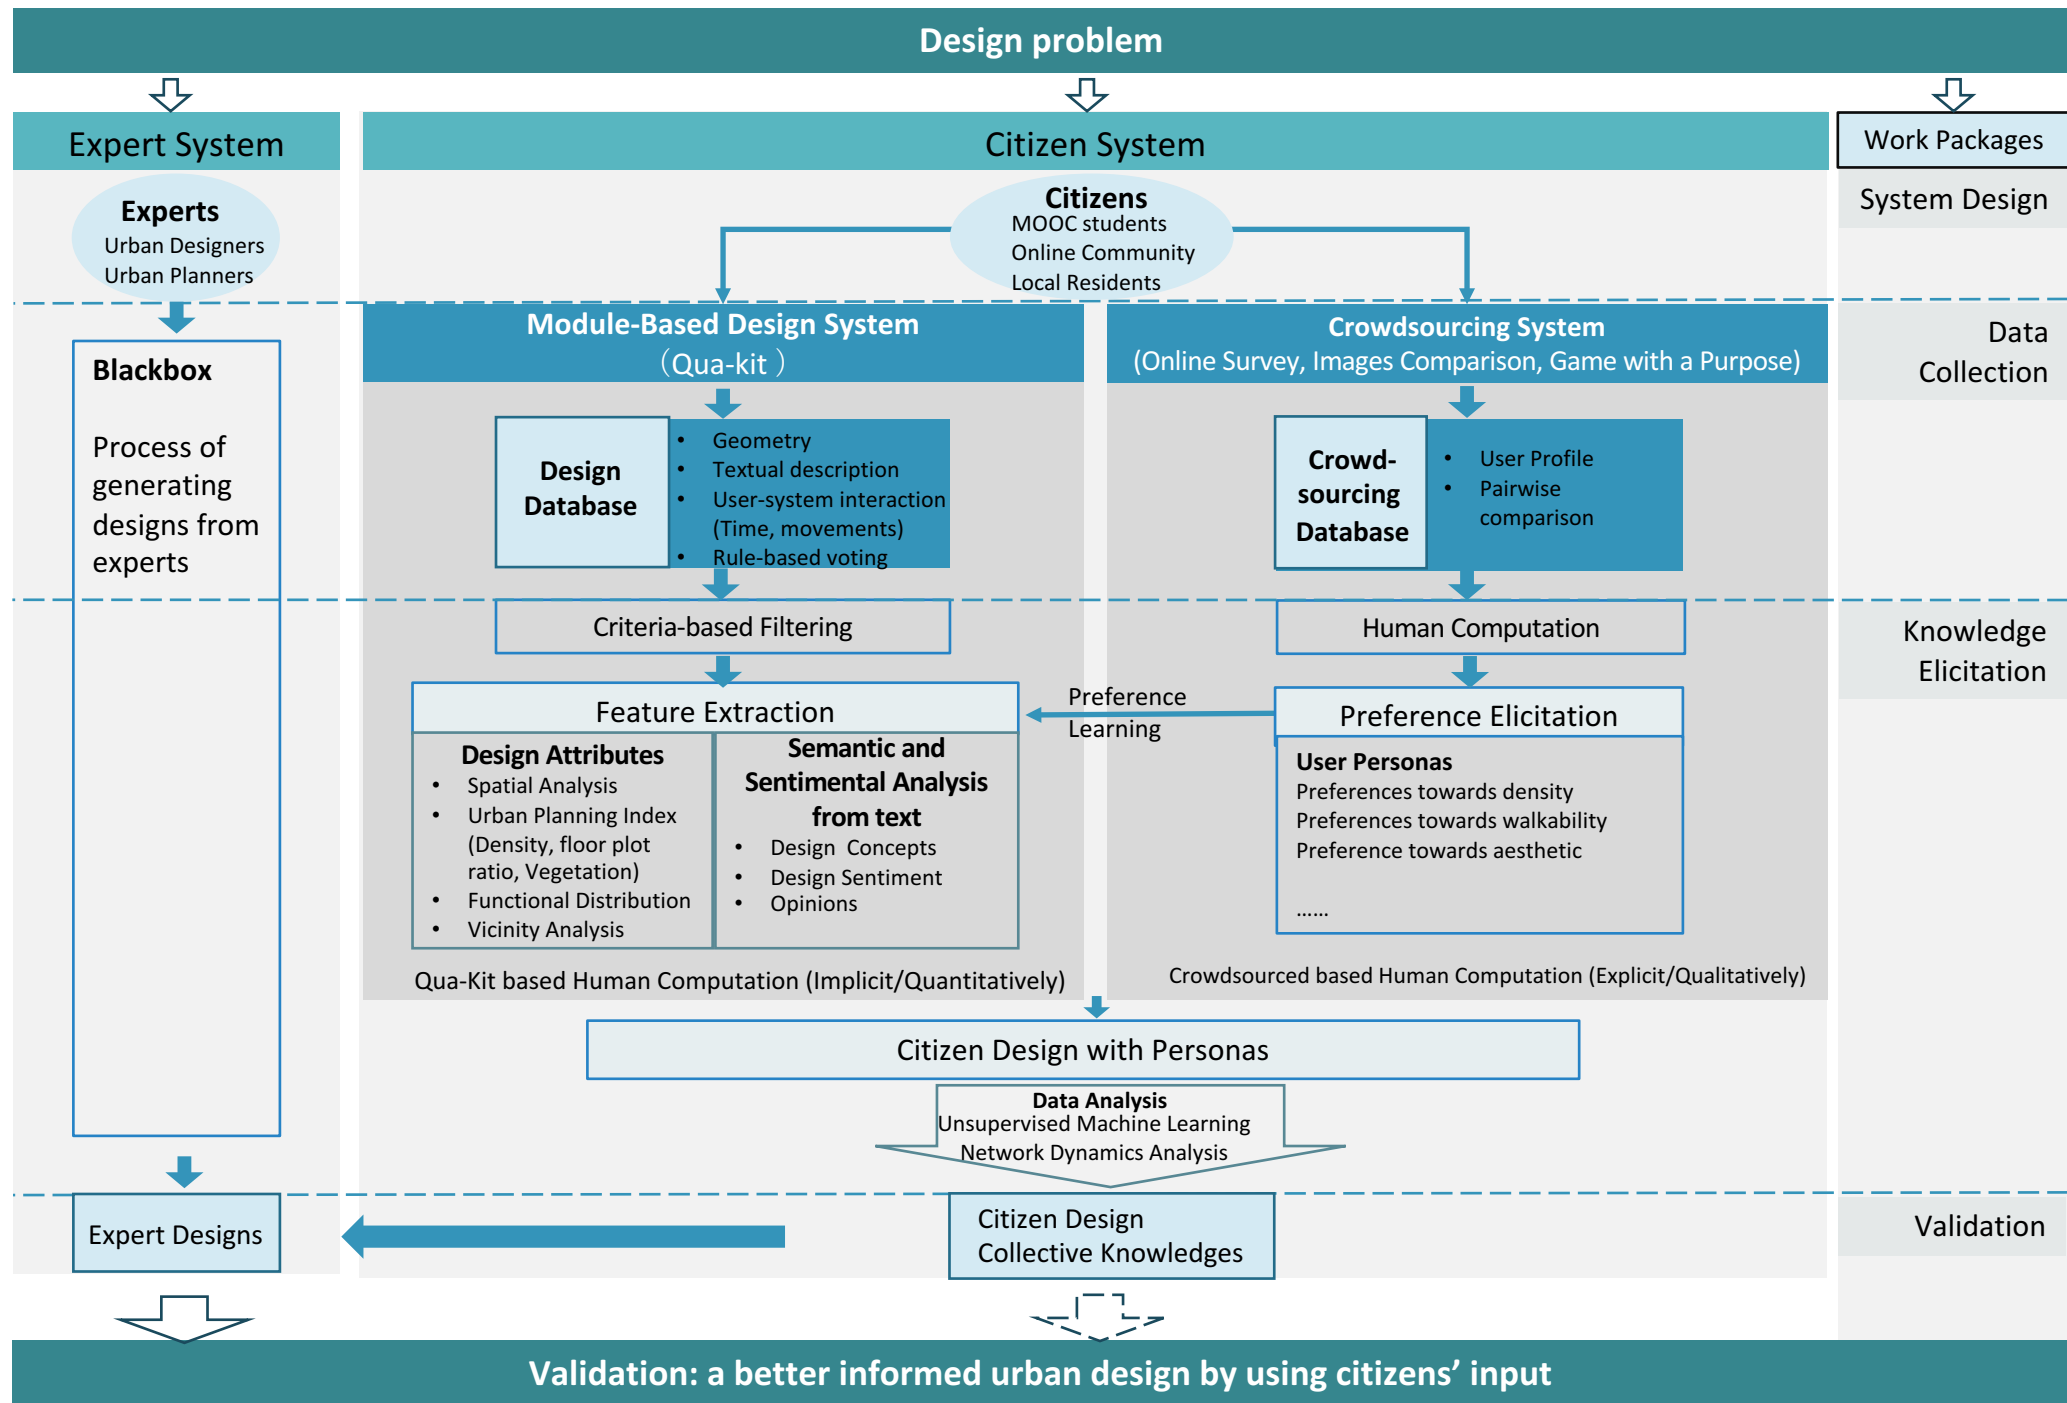 Design problem
Expert System
Citizen System
Work Packages
Experts
Urban Designers
Urban Planners
Citizens
MOOC students
Online Community
Local Residents
System Design
Blackbox
Process of
generating
designs from
experts
Module-Based Design System
（Qua-kit ）
Crowdsourcing System
(Online Survey, Images Comparison, Game with a Purpose)
Data
Collection
Design
Database
• Geometry
• Textual description
• User-system interaction
(Time, movements)
• Rule-based voting
Crowd-
sourcing
Database
• User Profile
• Pairwise
comparison
Criteria-based Filtering
Human Computation
Knowledge
Elicitation
Feature Extraction
Preference
Learning
Preference Elicitation
Design Attributes
• Spatial Analysis
• Urban Planning Index
(Density, floor plot
ratio, Vegetation)
• Functional Distribution
• Vicinity Analysis
Semantic and
Sentimental Analysis
from text
• Design Concepts
• Design Sentiment
• Opinions
User Personas
Preferences towards density
Preferences towards walkability
Preference towards aesthetic
……
Qua-Kit based Human Computation (Implicit/Quantitatively)
Crowdsourced based Human Computation (Explicit/Qualitatively)
Citizen Design with Personas
Data Analysis
Unsupervised Machine Learning
Network Dynamics Analysis
Expert Designs
Citizen Design
Collective Knowledges
Validation
Validation: a better informed urban design by using citizens’ input